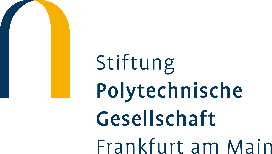 Stiftung
Polytechnische
Gesellschaft
Frankfurt am Main